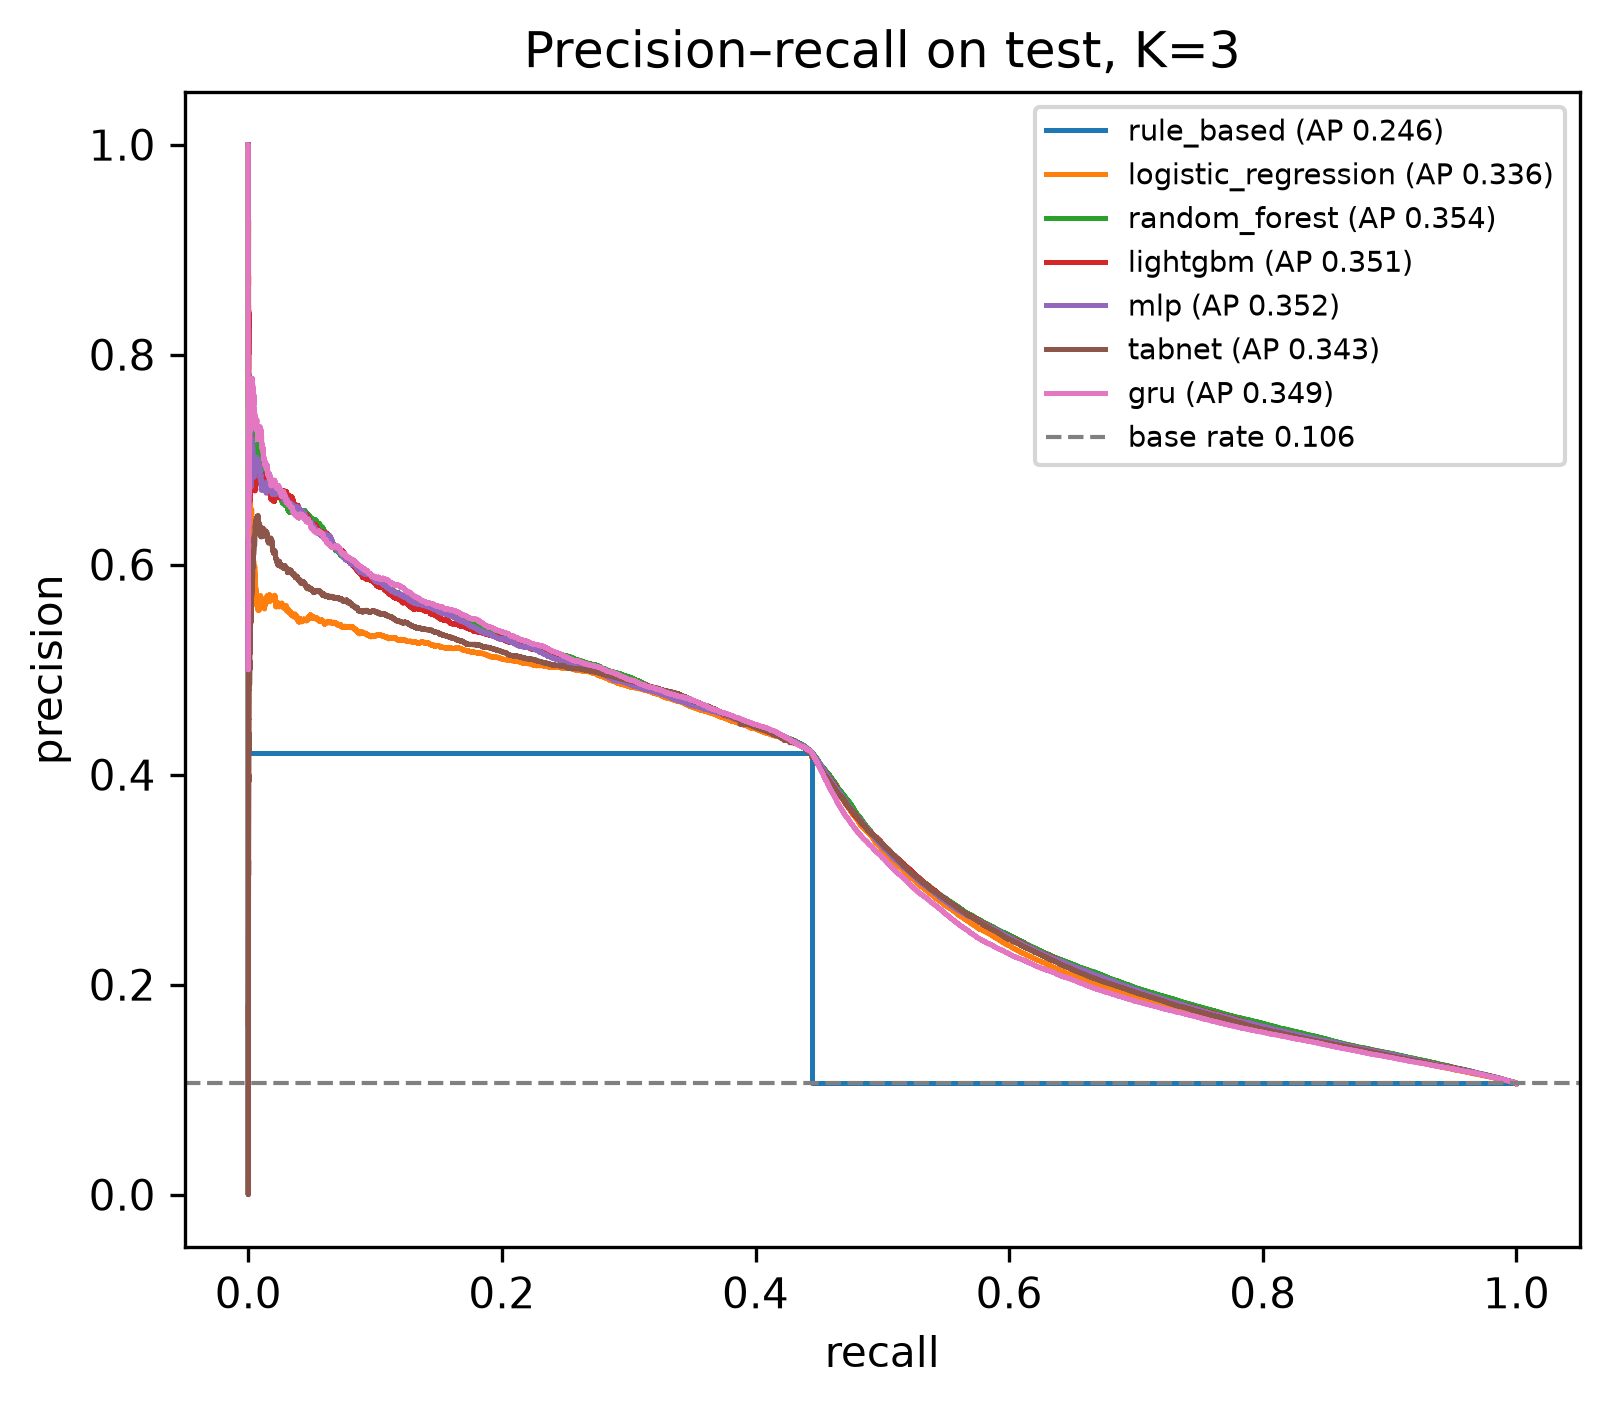 Precision–recall on test, K=3
rule_based (AP 0.246)
logistic_regression (AP 0.336)
random_forest (AP 0.354)
lightgbm (AP 0.351)
mlp (AP 0.352)
tabnet (AP 0.343)
gru (AP 0.349)
base rate 0.106
precision
1.0
0.8
0.6
0.4
0.2
0.0
0.0 0.2 0.4 0.6 0.8 1.0
recall